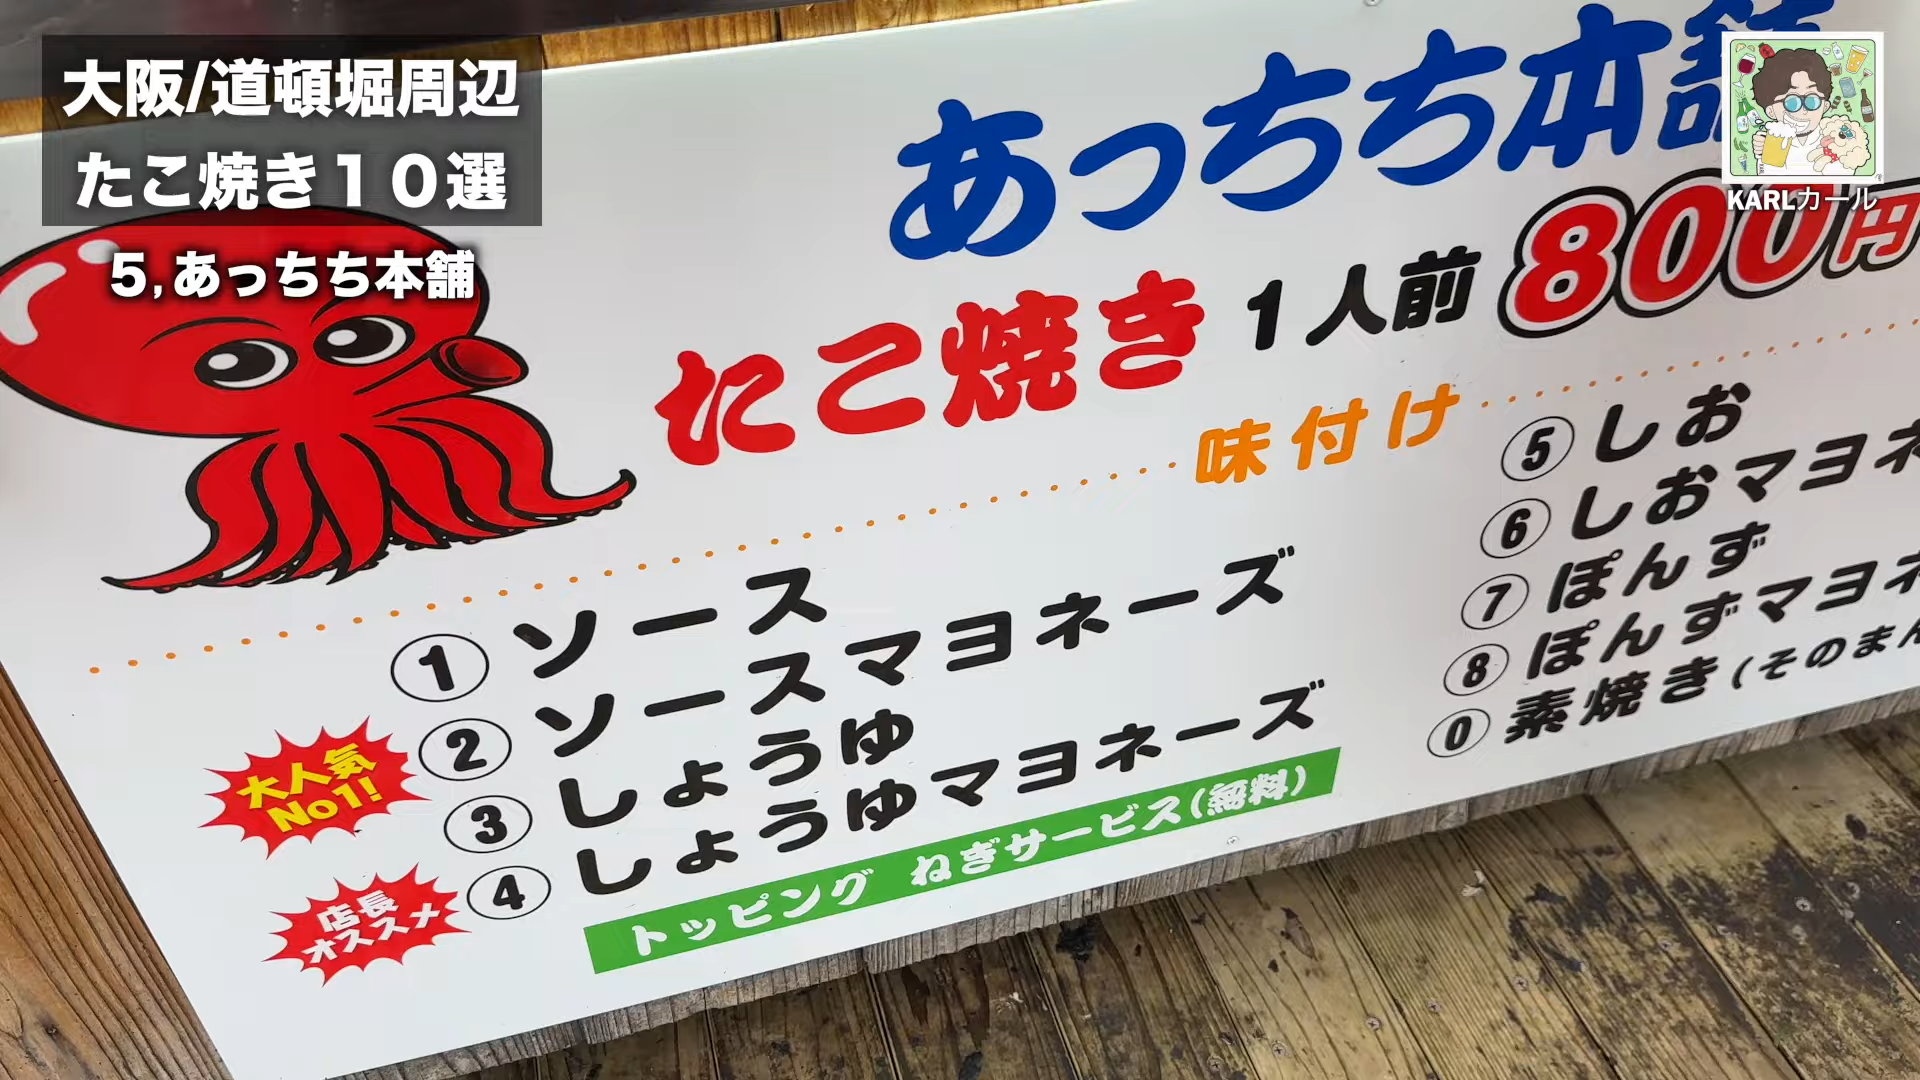 大阪/道頓堀周辺
たこ焼き１０選
5,あっちち本舗
KARLカール
あっちち本舗
たこ焼き 1人前 800円
味付け
① ソース
大人気 No1! ② ソースマヨネーズ
③ しょうゆ
店長オススメ ④ しょうゆマヨネーズ
トッピング ねぎサービス(無料)
⑤ しお
⑥ しおマヨネ
⑦ ぽんず
⑧ ぽんずマヨネ
⓪ 素焼き(そのまん